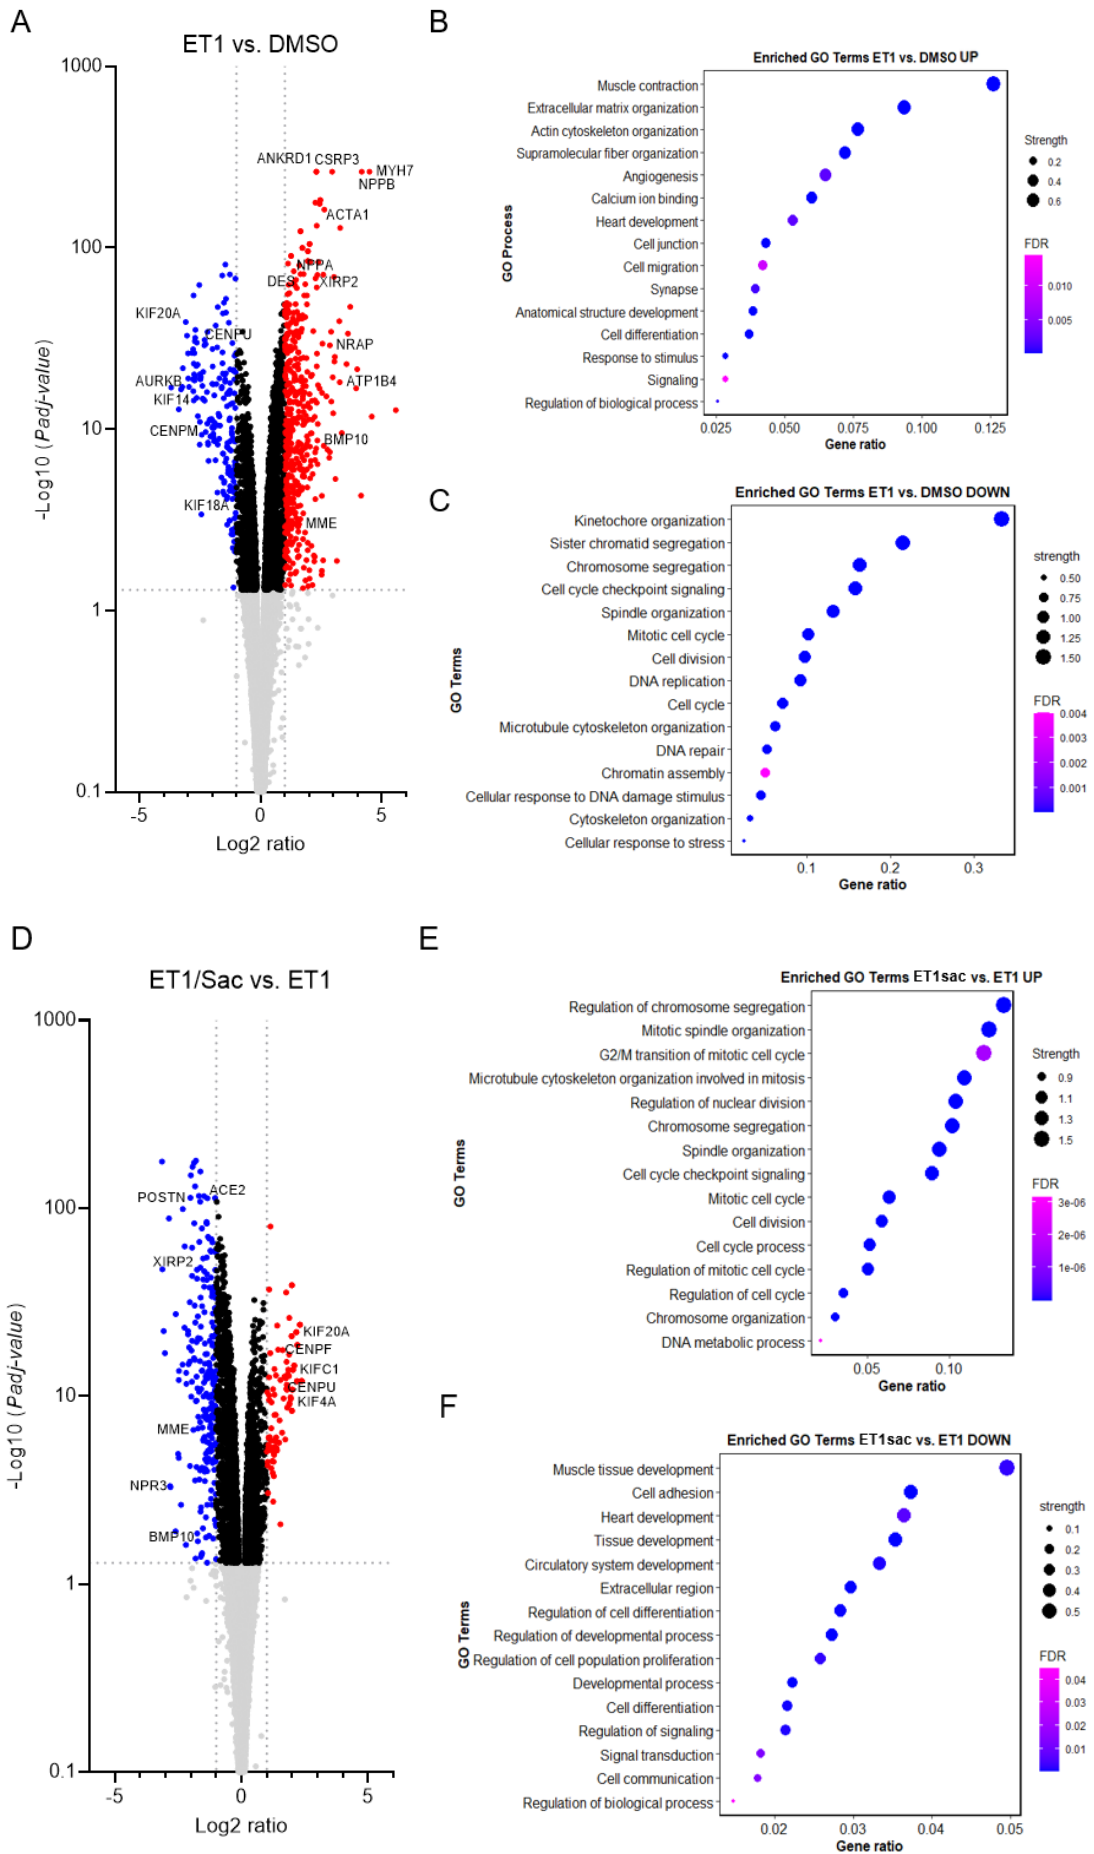 A
ET1 vs. DMSO
1000
100
10
1
0.1
-Log10 (Padj-value)
ANKRD1 CSRP3
MYH7
NPPB
ACTA1
NPPA
DES
XIRP2
KIF20A
CENPU
NRAP
AURKB
ATP1B4
KIF14
CENPM
BMP10
KIF18A
MME
-5 0 5
Log2 ratio
B
Enriched GO Terms ET1 vs. DMSO UP
GO Process
Muscle contraction
Extracellular matrix organization
Actin cytoskeleton organization
Supramolecular fiber organization
Angiogenesis
Calcium ion binding
Heart development
Cell junction
Cell migration
Synapse
Anatomical structure development
Cell differentiation
Response to stimulus
Signaling
Regulation of biological process
0.025 0.050 0.075 0.100 0.125
Gene ratio
Strength
0.2
0.4
0.6
FDR
0.010
0.005
C
Enriched GO Terms ET1 vs. DMSO DOWN
GO Terms
Kinetochore organization
Sister chromatid segregation
Chromosome segregation
Cell cycle checkpoint signaling
Spindle organization
Mitotic cell cycle
Cell division
DNA replication
Cell cycle
Microtubule cytoskeleton organization
DNA repair
Chromatin assembly
Cellular response to DNA damage stimulus
Cytoskeleton organization
Cellular response to stress
0.1 0.2 0.3
Gene ratio
strength
0.50
0.75
1.00
1.25
1.50
FDR
0.004
0.003
0.002
0.001
D
ET1/Sac vs. ET1
1000
100
10
1
0.1
-Log10 (Padj-value)
POSTN
ACE2
XIRP2
KIF20A
CENPF
KIFC1
CENPU
KIF4A
MME
NPR3
BMP10
-5 0 5
Log2 ratio
E
Enriched GO Terms ET1sac vs. ET1 UP
GO Terms
Regulation of chromosome segregation
Mitotic spindle organization
G2/M transition of mitotic cell cycle
Microtubule cytoskeleton organization involved in mitosis
Regulation of nuclear division
Chromosome segregation
Spindle organization
Cell cycle checkpoint signaling
Mitotic cell cycle
Cell division
Cell cycle process
Regulation of mitotic cell cycle
Regulation of cell cycle
Chromosome organization
DNA metabolic process
0.05 0.10
Gene ratio
Strength
0.9
1.1
1.3
1.5
FDR
3e-06
2e-06
1e-06
F
Enriched GO Terms ET1sac vs. ET1 DOWN
GO Terms
Muscle tissue development
Cell adhesion
Heart development
Tissue development
Circulatory system development
Extracellular region
Regulation of cell differentiation
Regulation of developmental process
Regulation of cell population proliferation
Developmental process
Cell differentiation
Regulation of signaling
Signal transduction
Cell communication
Regulation of biological process
0.02 0.03 0.04 0.05
Gene ratio
strength
0.1
0.2
0.3
0.4
0.5
FDR
0.04
0.03
0.02
0.01